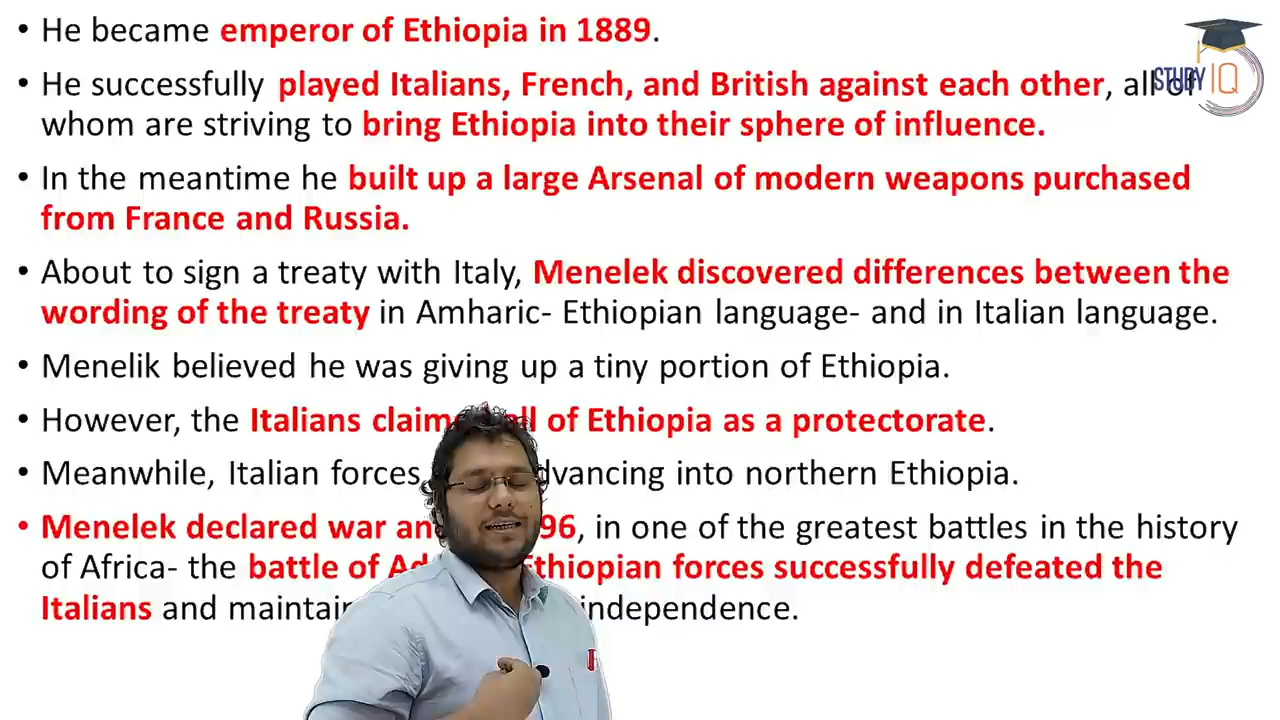 • He became emperor of Ethiopia in 1889.
• He successfully played Italians, French, and British against each other, all of
whom are striving to bring Ethiopia into their sphere of influence.
• In the meantime he built up a large Arsenal of modern weapons purchased
from France and Russia.
• About to sign a treaty with Italy, Menelek discovered differences between the
wording of the treaty in Amharic- Ethiopian language- and in Italian language.
• Menelik believed he was giving up a tiny portion of Ethiopia.
• However, the Italians all of Ethiopia as a protectorate.
• Meanwhile, Italian forces into northern Ethiopia.
• Menelek declared war 96, in one of the greatest battles in the history
of Africa- the battle of Ethiopian forces successfully defeated the
Italians and independence.
STUDY IQ